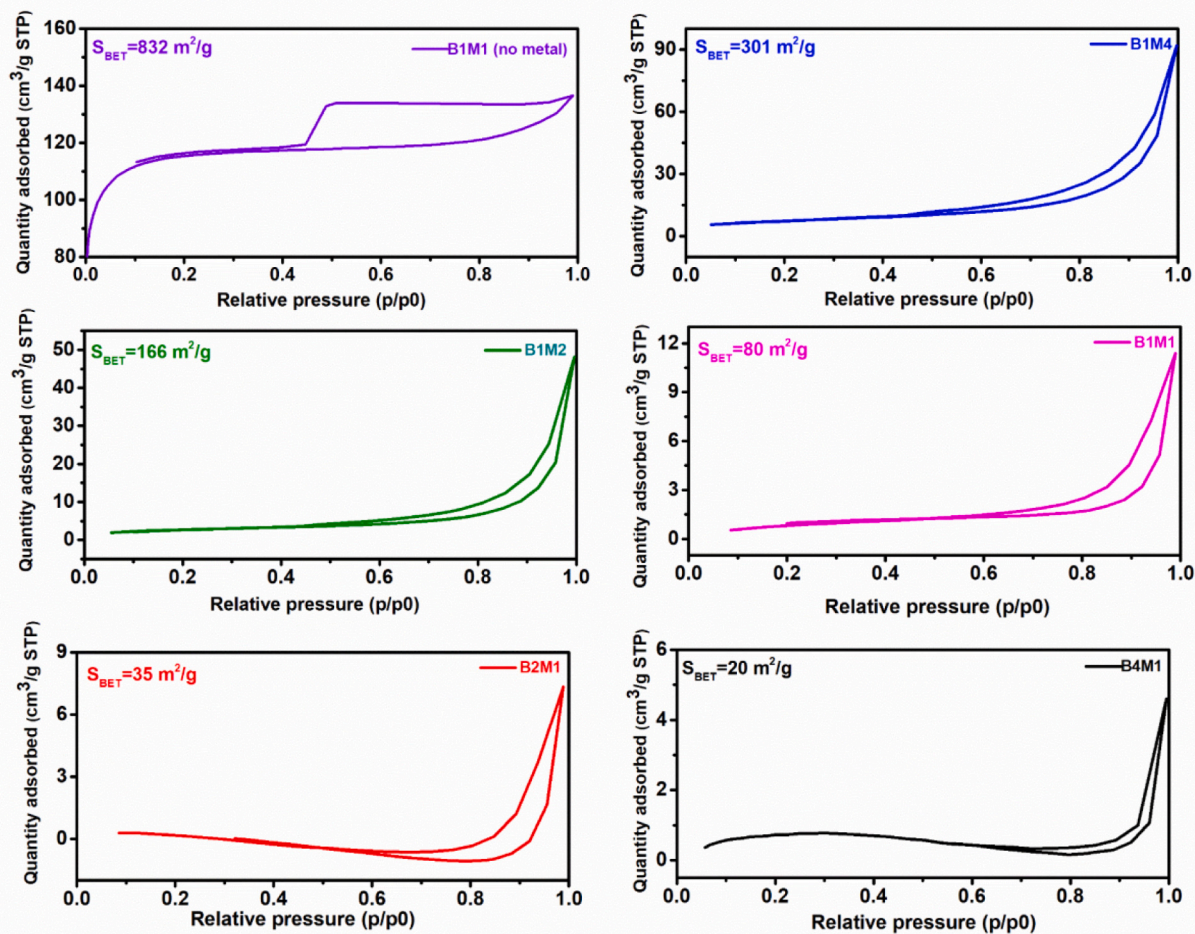 S_BET=832 m²/g
B1M1 (no metal)
Quantity adsorbed (cm³/g STP)
160
140
120
100
80
0.0 0.2 0.4 0.6 0.8 1.0
Relative pressure (p/p0)
S_BET=301 m²/g
B1M4
Quantity adsorbed (cm³/g STP)
90
60
30
0
0.0 0.2 0.4 0.6 0.8 1.0
Relative pressure (p/p0)
S_BET=166 m²/g
B1M2
Quantity adsorbed (cm³/g STP)
50
40
30
20
10
0
0.0 0.2 0.4 0.6 0.8 1.0
Relative pressure (p/p0)
S_BET=80 m²/g
B1M1
Quantity adsorbed (cm³/g STP)
12
9
6
3
0
0.0 0.2 0.4 0.6 0.8 1.0
Relative pressure (p/p0)
S_BET=35 m²/g
B2M1
Quantity adsorbed (cm³/g STP)
9
6
3
0
0.0 0.2 0.4 0.6 0.8 1.0
Relative pressure (p/p0)
S_BET=20 m²/g
B4M1
Quantity adsorbed (cm³/g STP)
6
4
2
0
0.0 0.2 0.4 0.6 0.8 1.0
Relative pressure (p/p0)